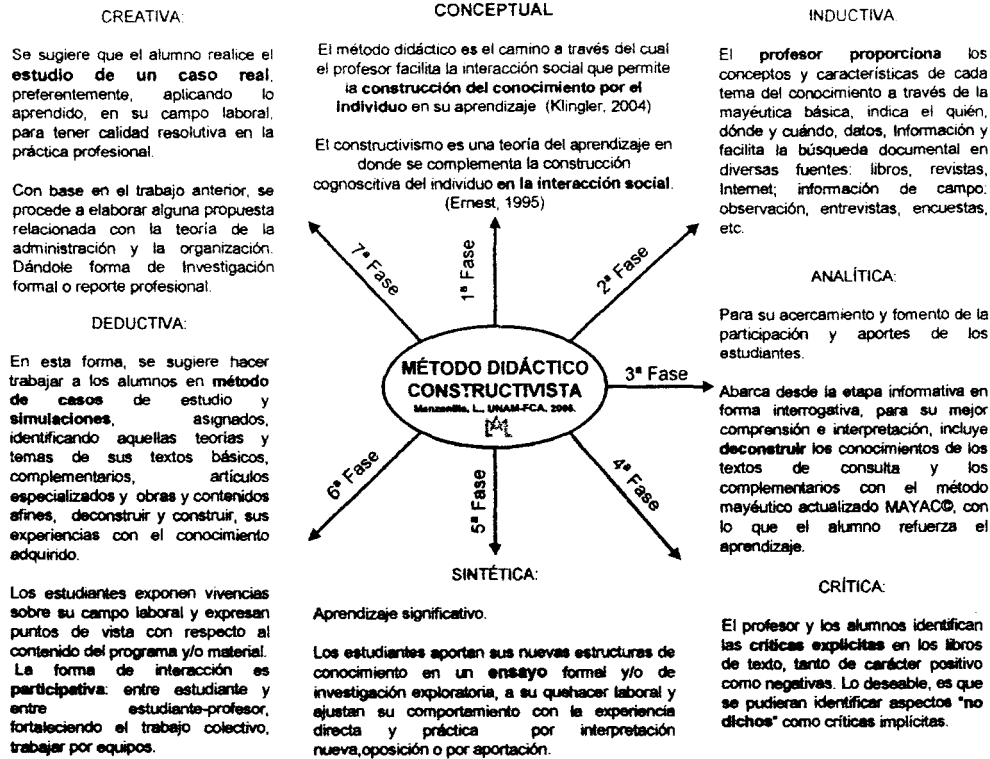 CREATIVA:
Se sugiere que el alumno realice el
estudio de un caso real,
preferentemente, aplicando lo
aprendido, en su campo laboral,
para tener calidad resolutiva en la
práctica profesional.
Con base en el trabajo anterior, se
procede a elaborar alguna propuesta
relacionada con la teoría de la
administración y la organización.
Dándole forma de Investigación
formal o reporte profesional.
CONCEPTUAL
El método didáctico es el camino a través del cual
el profesor facilita la interacción social que permite
la construcción del conocimiento por el
Individuo en su aprendizaje (Klingler, 2004)
El constructivismo es una teoría del aprendizaje en
donde se complementa la construcción
cognoscitiva del individuo en la interacción social.
(Ernest, 1995)
INDUCTIVA.
El profesor proporciona los
conceptos y características de cada
tema del conocimiento a través de la
mayéutica básica, indica el quién,
dónde y cuándo, datos, Información y
facilita la búsqueda documental en
diversas fuentes: libros, revistas,
Internet; información de campo:
observación, entrevistas, encuestas,
etc.
7ª Fase
1ª Fase
2ª Fase
MÉTODO DIDÁCTICO
CONSTRUCTIVISTA
Manzanilla, L., UNAM-FCA, 2006.
3ª Fase
6ª Fase
5ª Fase
4ª Fase
ANALÍTICA:
Para su acercamiento y fomento de la
participación y aportes de los
estudiantes.
Abarca desde la etapa informativa en
forma interrogativa, para su mejor
comprensión e interpretación, incluye
deconstruir los conocimientos de los
textos de consulta y los
complementarios con el método
mayéutico actualizado MAYAC©, con
lo que el alumno refuerza el
aprendizaje.
DEDUCTIVA:
En esta forma, se sugiere hacer
trabajar a los alumnos en método
de casos de estudio y
simulaciones, asignados,
identificando aquellas teorías y
temas de sus textos básicos,
complementarios, artículos
especializados y obras y contenidos
afines, deconstruir y construir, sus
experiencias con el conocimiento
adquirido.
Los estudiantes exponen vivencias
sobre su campo laboral y expresan
puntos de vista con respecto al
contenido del programa y/o material.
La forma de interacción es
participativa: entre estudiante y
entre estudiante-profesor,
fortaleciendo el trabajo colectivo,
trabajar por equipos.
SINTÉTICA:
Aprendizaje significativo.
Los estudiantes aportan sus nuevas estructuras de
conocimiento en un ensayo formal y/o de
investigación exploratoria, a su quehacer laboral y
ajustan su comportamiento con la experiencia
directa y práctica por interpretación
nueva,oposición o por aportación.
CRÍTICA:
El profesor y los alumnos identifican
las críticas explicitas en los libros
de texto, tanto de carácter positivo
como negativas. Lo deseable, es que
se pudieran identificar aspectos "no
dichos" como críticas implícitas.